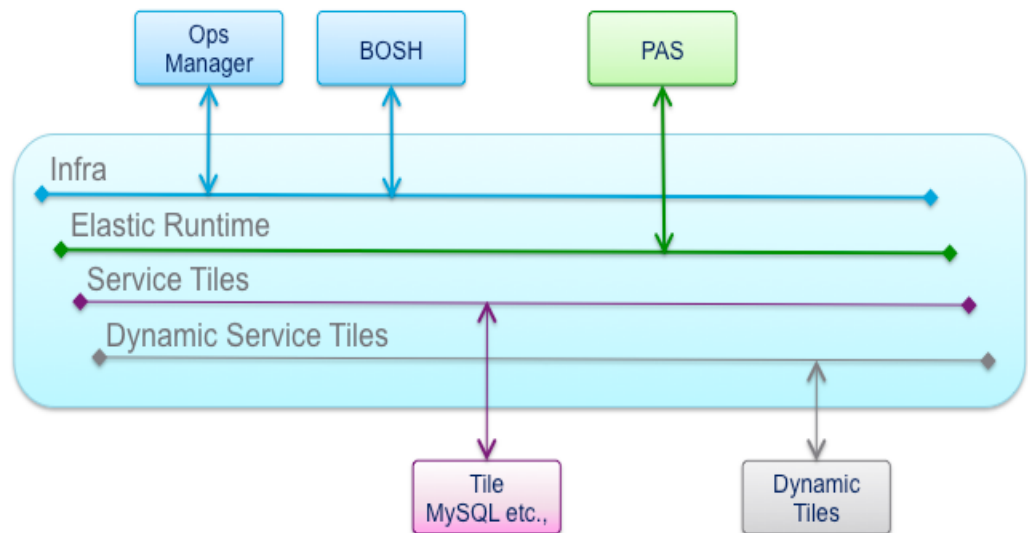 Ops
Manager
BOSH
PAS
Infra
Elastic Runtime
Service Tiles
Dynamic Service Tiles
Tile
MySQL etc.,
Dynamic
Tiles